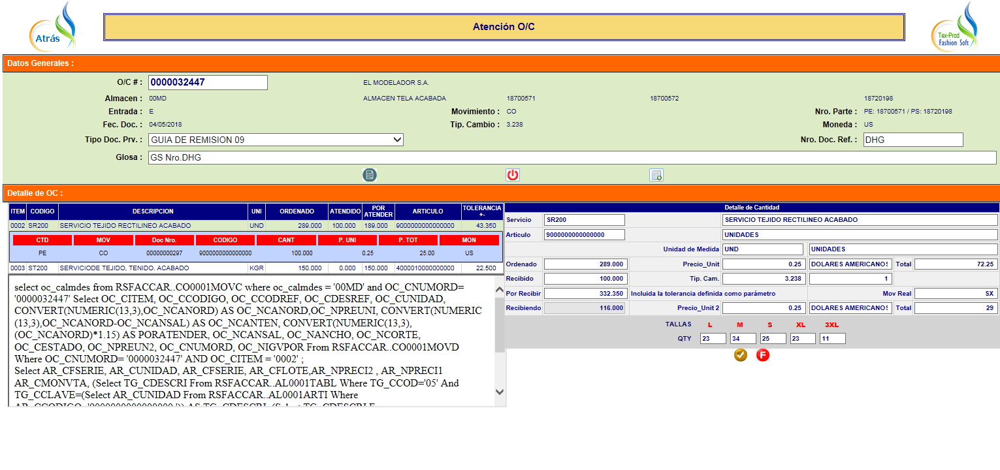 Atrás
Atención O/C
Tex-Prod
Fashion Soft
Datos Generales :
O/C # : 0000032447 EL MODELADOR S.A.
Almacen : 00MD ALMACEN TELA ACABADA 18700571 18700572 18720198
Entrada : E Movimiento : CO Nro. Parte : PE: 18700571 / PS: 18720198
Fec. Doc. : 04/05/2018 Tip. Cambio : 3.238 Moneda : US
Tipo Doc. Prv. : GUIA DE REMISION 09 Nro. Doc. Ref. : DHG
Glosa : GS Nro.DHG
Detalle de OC :
ITEM CODIGO DESCRIPCION UNI ORDENADO ATENDIDO POR ATENDER ARTICULO TOLERANCIA +-
0002 SR200 SERVICIO TEJIDO RECTILINEO ACABADO UND 289.000 100.000 189.000 9000000000000000 43.350
CTD MOV Doc Nro. CODIGO CANT P. UNI P. TOT MON
PE CO 00000000297 9000000000000000 100.000 0.25 25.00 US
0003 ST200 SERVICIODE TEJIDO, TENIDO. ACABADO KGR 150.000 0.000 150.000 4000010000000000 22.500
select oc_calmdes from RSFACCAR..CO0001MOVC where oc_calmdes = '00MD' and OC_CNUMORD=
'0000032447' Select OC_CITEM, OC_CCODIGO, OC_CCODREF, OC_CDESREF, OC_CUNIDAD,
CONVERT(NUMERIC(13,3),OC_NCANORD) AS OC_NCANORD,OC_NPREUNI, CONVERT(NUMERIC
(13,3),OC_NCANORD-OC_NCANSAL) AS OC_NCANTEN, CONVERT(NUMERIC(13,3),
(OC_NCANORD)*1.15) AS PORATENDER, OC_NCANSAL, OC_NANCHO, OC_NCORTE,
OC_CESTADO, OC_NPREUN2, OC_CNUMORD, OC_NIGVPOR From RSFACCAR..CO0001MOVD
Where OC_CNUMORD= '0000032447' AND OC_CITEM = '0002' ;
Select AR_CFSERIE, AR_CUNIDAD, AR_CFSERIE, AR_CFLOTE,AR_NPRECI2 , AR_NPRECI1
AR_CMONVTA, (Select TG_CDESCRI From RSFACCAR..AL0001TABL Where TG_CCOD='05' And
TG_CCLAVE=(Select AR_CUNIDAD From RSFACCAR..AL0001ARTI Where
Detalle de Cantidad
Servicio SR200 SERVICIO TEJIDO RECTILINEO ACABADO
Articulo 9000000000000000 UNIDADES
Unidad de Medida UND UNIDADES
Ordenado 289.000 Precio_Unit 0.25 DOLARES AMERICANOS Total 72.25
Recibido 100.000 Tip. Cam. 3.238 1
Por Recibir 332.350 Incluida la tolerancia definida como parámetro Mov Real SX
Recibiendo 116.000 Precio_Unit 2 0.25 DOLARES AMERICANOS Total 29
TALLAS L M S XL 3XL
QTY 23 34 25 23 11
F